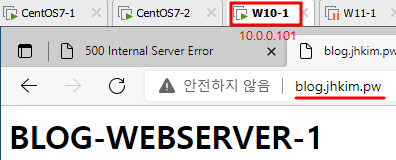 CentOS7-1 CentOS7-2 W10-1 W11-1
10.0.0.101
500 Internal Server Error blog.jhkim.pw
안전하지 않음 blog.jhkim.pw
BLOG-WEBSERVER-1